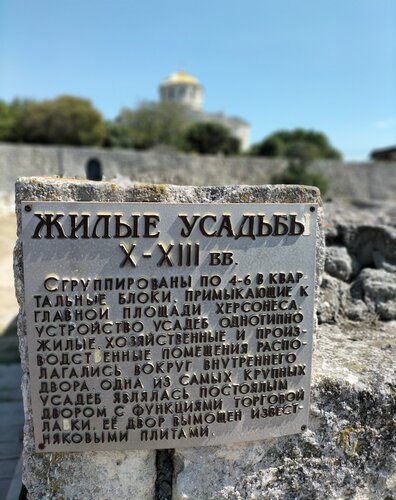 ЖИЛЫЕ УСАДЬБЫ
X-XIII ВВ.
СГРУППИРОВАНЫ ПО 4-6 В КВАР-
ТАЛЬНЫЕ БЛОКИ, ПРИМЫКАЮЩИЕ К
ГЛАВНОЙ ПЛОЩАДИ ХЕРСОНЕСА.
УСТРОЙСТВО УСАДЕБ ОДНОТИПНО
ЖИЛЫЕ, ХОЗЯЙСТВЕННЫЕ И ПРОИЗ-
ВОДСТВЕННЫЕ ПОМЕЩЕНИЯ РАСПО-
ЛАГАЛИСЬ ВОКРУГ ВНУТРЕННЕГО
ДВОРА. ОДНА ИЗ САМЫХ КРУПНЫХ
УСАДЕБ ЯВЛЯЛАСЬ ПОСТОЯЛЫМ
ДВОРОМ С ФУНКЦИЯМИ ТОРГОВОЙ
ЛАВКИ, ЕЁ ДВОР ВЫМОЩЕН ИЗВЕСТ-
НЯКОВЫМИ ПЛИТАМИ.